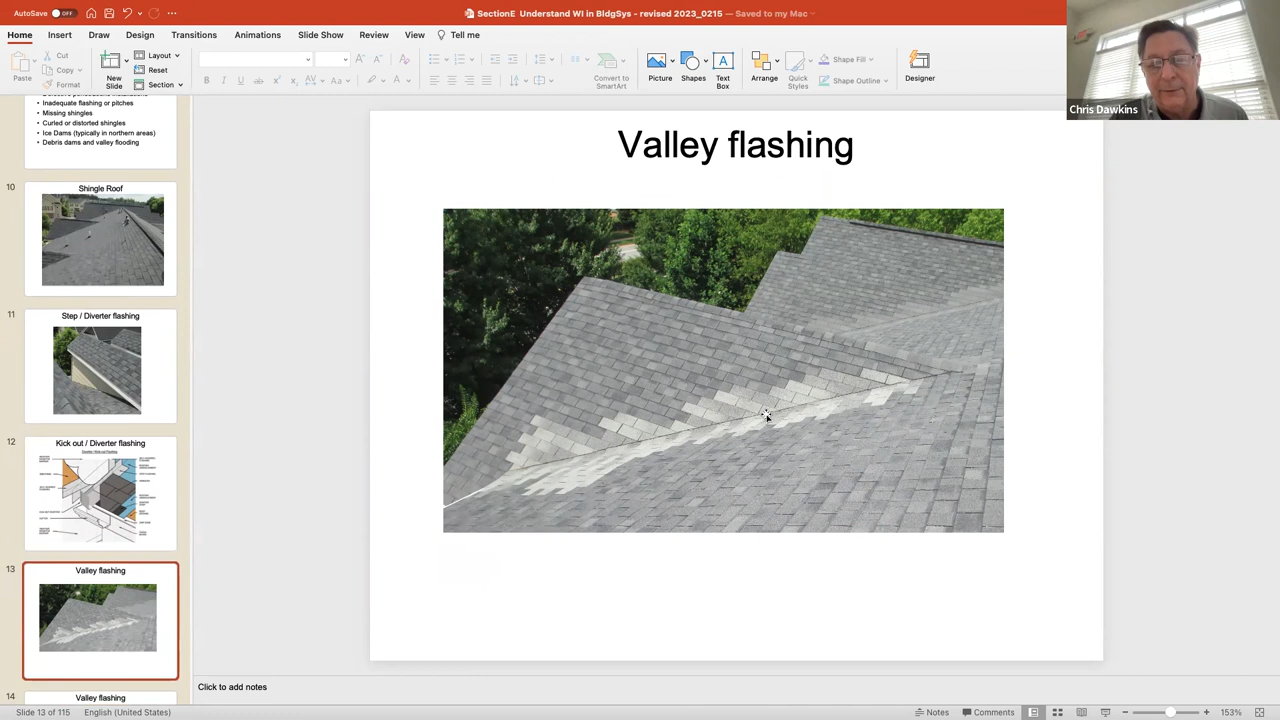 AutoSave OFF
SectionE Understand WI in BldgSys - revised 2023_0215 — Saved to my Mac
Home Insert Draw Design Transitions Animations Slide Show Review View Tell me
Paste
Cut
Copy
Format
New
Slide
Layout
Reset
Section
B I U ab
Aa
A
Convert to
SmartArt
Picture
Shapes
Text
Box
Arrange
Quick
Styles
Shape Fill
Shape Outline
Designer
Chris Dawkins
• Inadequate flashing or pitches
• Missing shingles
• Curled or distorted shingles
• Ice Dams (typically in northern areas)
• Debris dams and valley flooding
10
Shingle Roof
11
Step / Diverter flashing
12
Kick out / Diverter flashing
13
Valley flashing
14
Valley flashing
Valley flashing
Click to add notes
Slide 13 of 115 English (United States)
Notes Comments
153%